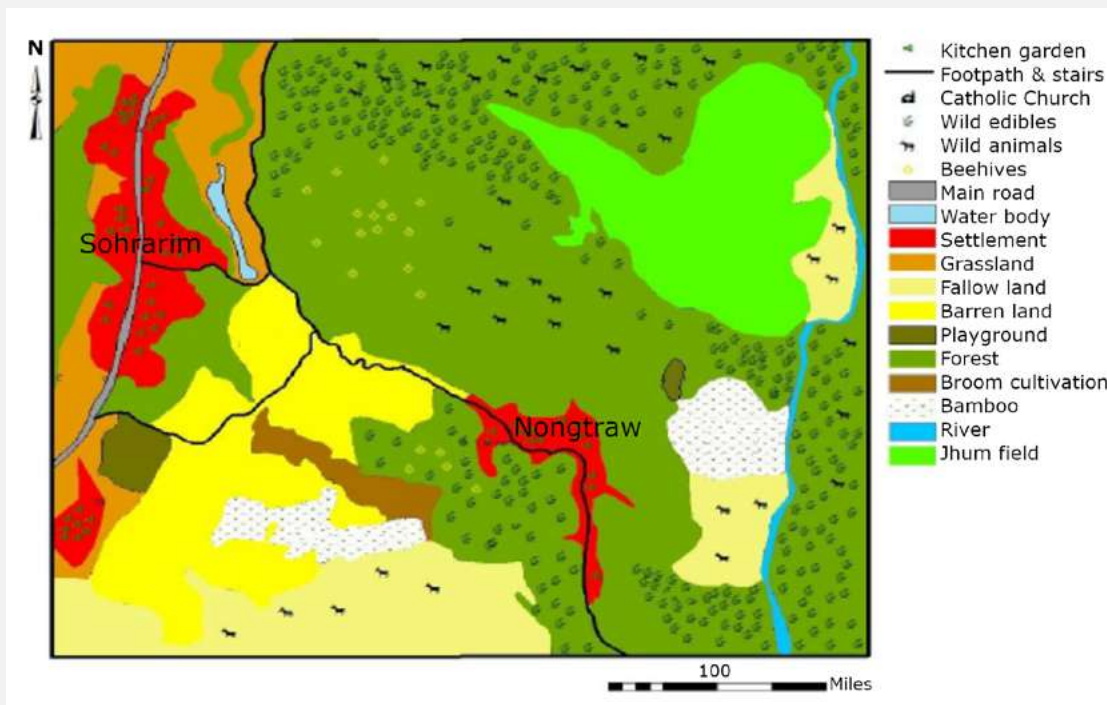 N
Sohrarim
Nongtraw
Kitchen garden
Footpath & stairs
Catholic Church
Wild edibles
Wild animals
Beehives
Main road
Water body
Settlement
Grassland
Fallow land
Barren land
Playground
Forest
Broom cultivation
Bamboo
River
Jhum field
100
Miles